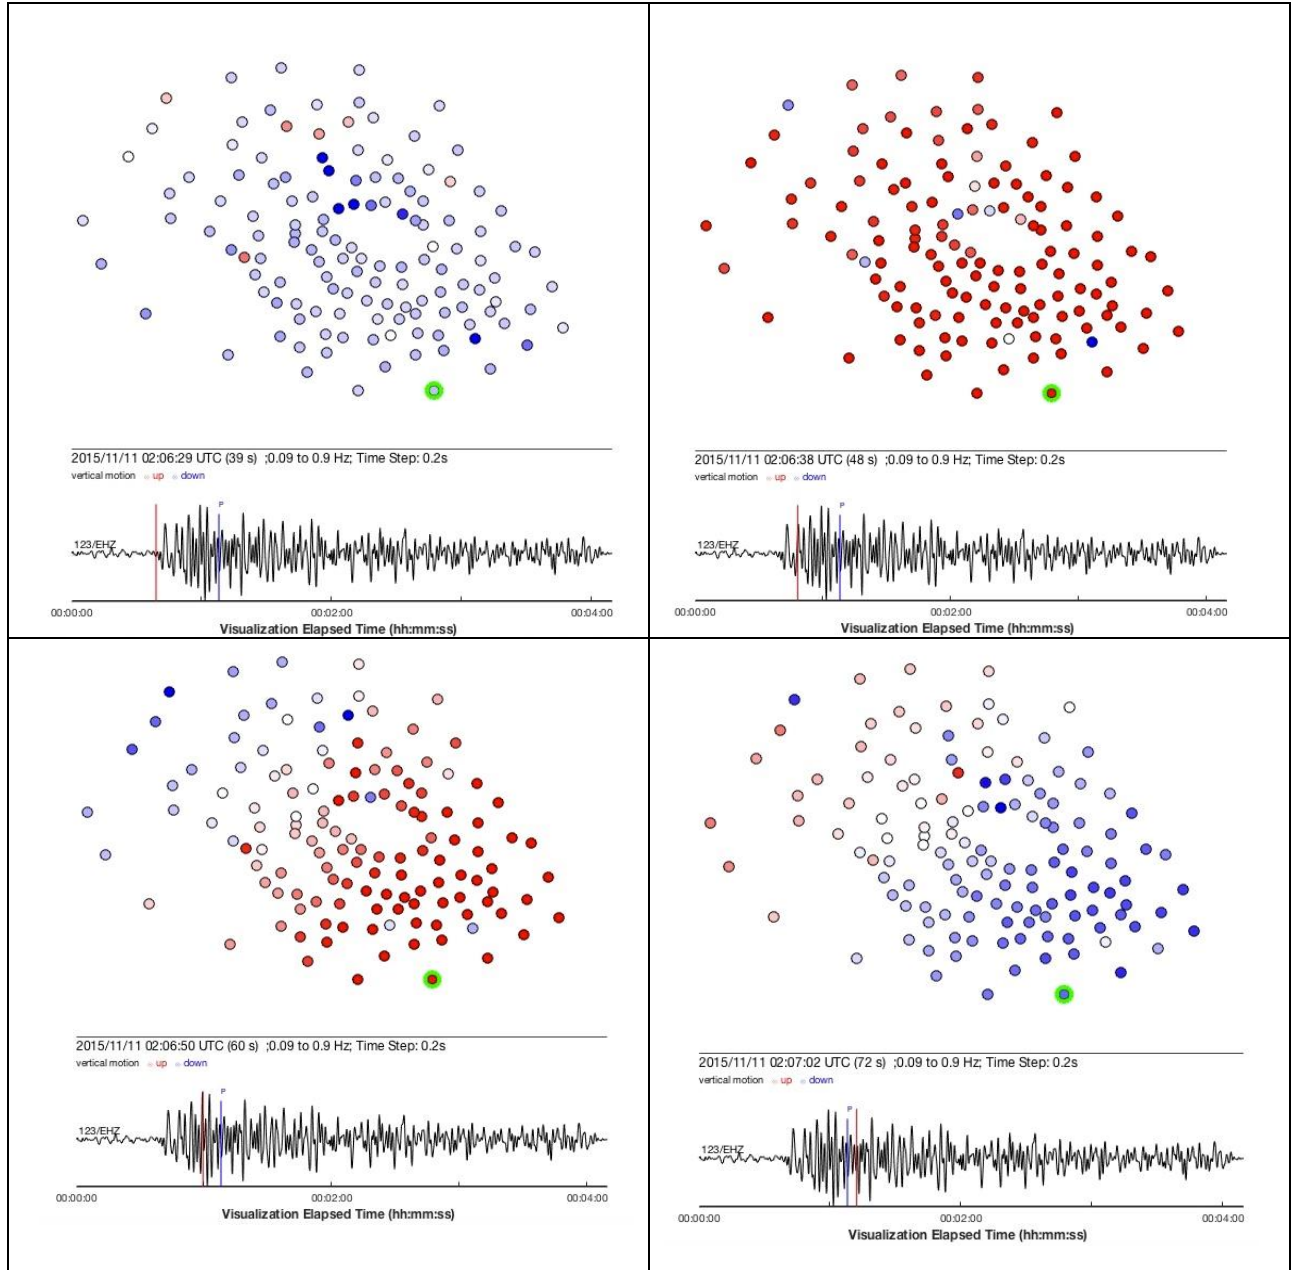 2015/11/11 02:06:29 UTC (39 s)  ;0.09 to 0.9 Hz; Time Step: 0.2s
vertical motion up down
P
123/EHZ
00:00:00 00:02:00 00:04:00
Visualization Elapsed Time (hh:mm:ss)
2015/11/11 02:06:38 UTC (48 s)  ;0.09 to 0.9 Hz; Time Step: 0.2s
vertical motion up down
P
123/EHZ
00:00:00 00:02:00 00:04:00
Visualization Elapsed Time (hh:mm:ss)
2015/11/11 02:06:50 UTC (60 s)  ;0.09 to 0.9 Hz; Time Step: 0.2s
vertical motion up down
P
123/EHZ
00:00:00 00:02:00 00:04:00
Visualization Elapsed Time (hh:mm:ss)
2015/11/11 02:07:02 UTC (72 s)  ;0.09 to 0.9 Hz; Time Step: 0.2s
vertical motion up down
P
123/EHZ
00:00:00 00:02:00 00:04:00
Visualization Elapsed Time (hh:mm:ss)